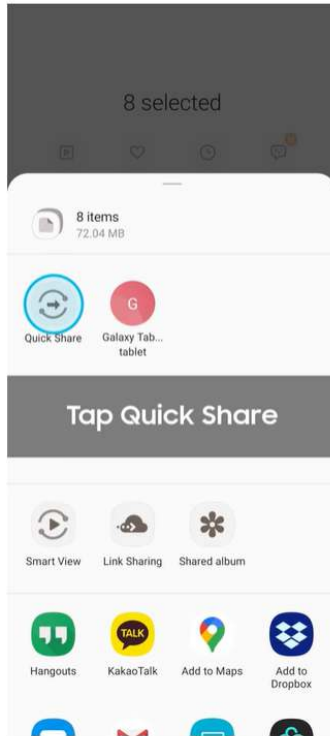 8 selected
8 items
72.04 MB
G
Quick Share
Galaxy Tab...
tablet
Tap Quick Share
Smart View
Link Sharing
Shared album
TALK
Hangouts
KakaoTalk
Add to Maps
Add to
Dropbox